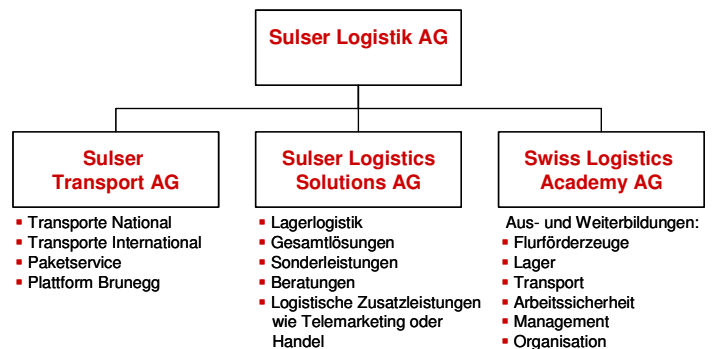 Sulser Logistik AG
Sulser
Transport AG
▪ Transporte National
▪ Transporte International
▪ Paketservice
▪ Plattform Brunegg
Sulser Logistics
Solutions AG
▪ Lagerlogistik
▪ Gesamtlösungen
▪ Sonderleistungen
▪ Beratungen
▪ Logistische Zusatzleistungen
wie Telemarketing oder
Handel
Swiss Logistics
Academy AG
Aus- und Weiterbildungen:
▪ Flurförderzeuge
▪ Lager
▪ Transport
▪ Arbeitssicherheit
▪ Management
▪ Organisation